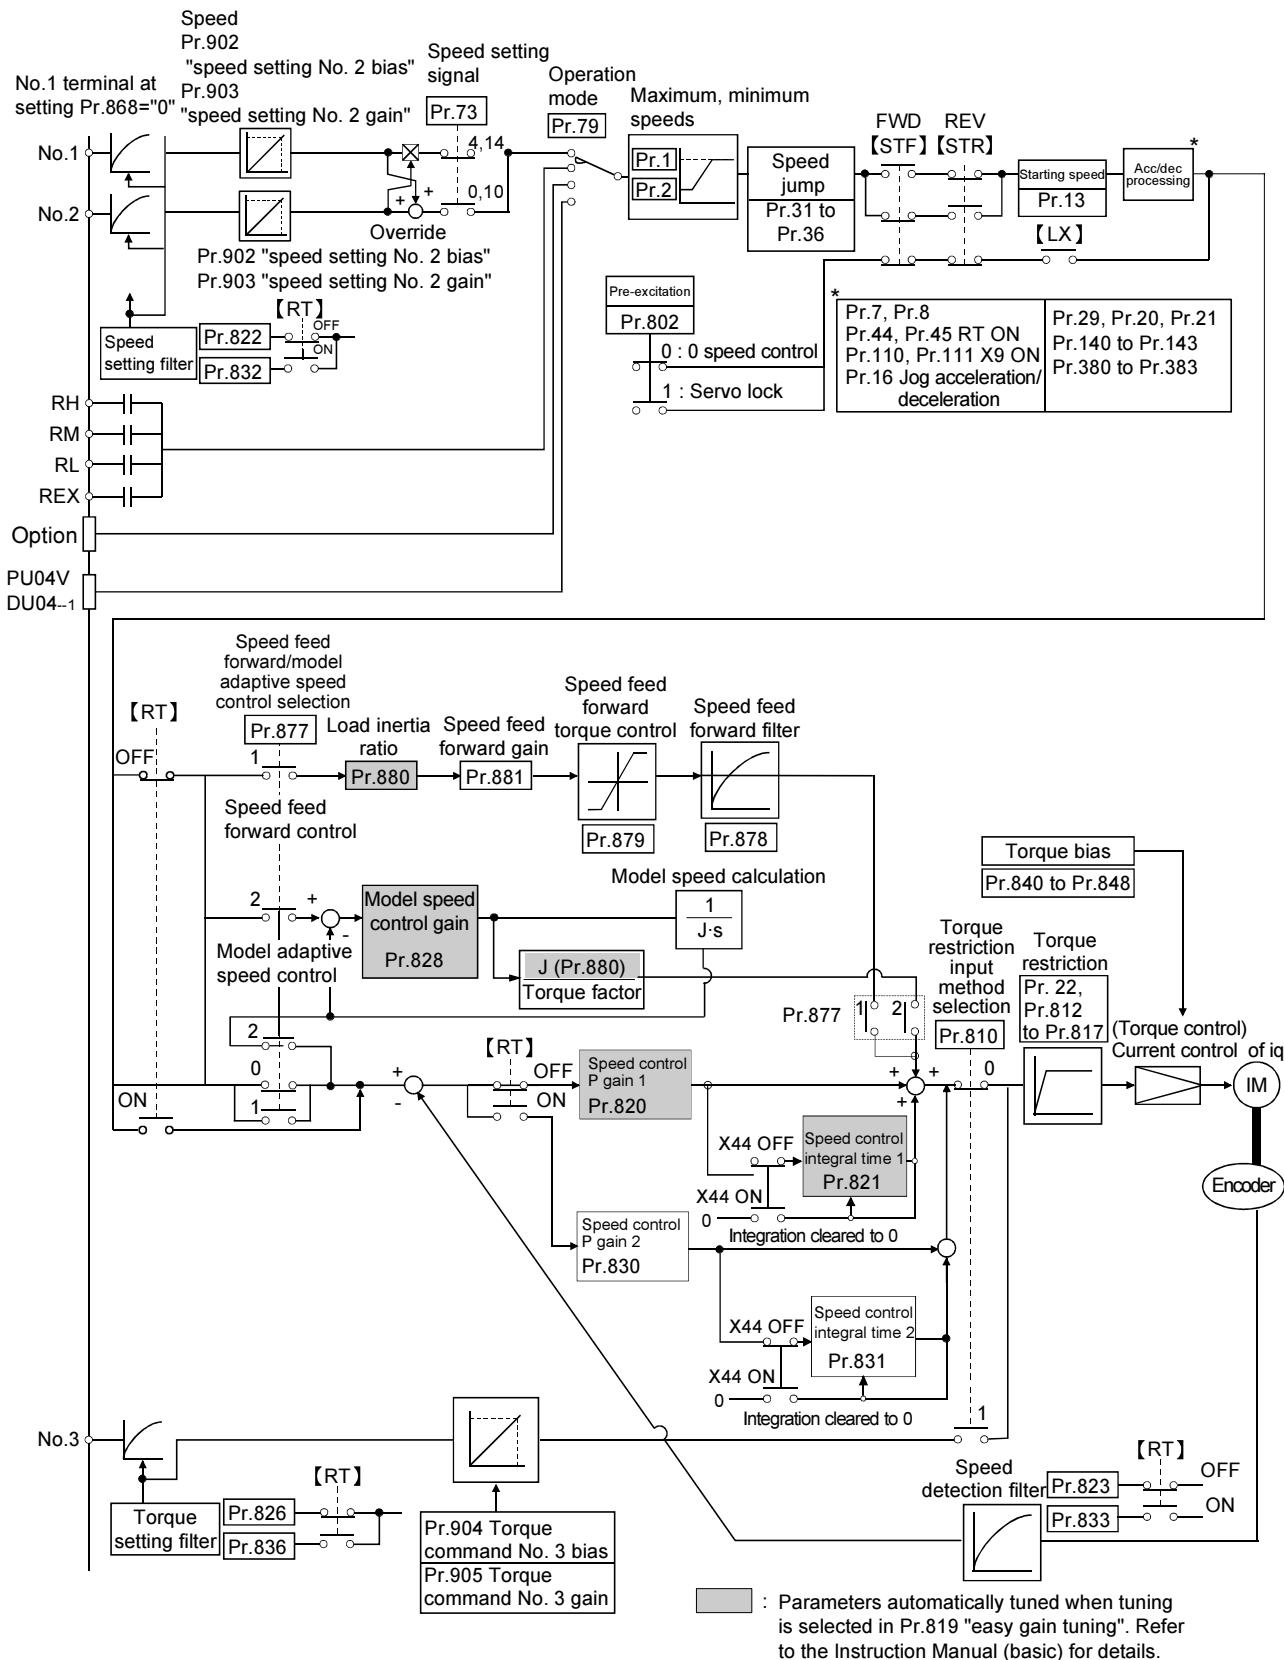 Speed
Pr.902
"speed setting No. 2 bias"
Pr.903
"speed setting No. 2 gain"
No.1 terminal at
setting Pr.868="0"
Speed setting
signal
Pr.73
Operation
mode
Pr.79
Maximum, minimum
speeds
Pr.1
Pr.2
FWD
【STF】
REV
【STR】
*
No.1
No.2
4,14
0,10
+
+
Override
Pr.902 "speed setting No. 2 bias"
Pr.903 "speed setting No. 2 gain"
Speed
jump
Pr.31 to
Pr.36
Starting speed
Pr.13
Acc/dec
processing
【LX】
Speed
setting filter
【RT】
Pr.822
OFF
Pr.832
ON
Pre-excitation
Pr.802
0 : 0 speed control
1 : Servo lock
*
Pr.7, Pr.8
Pr.44, Pr.45 RT ON
Pr.110, Pr.111 X9 ON
Pr.16 Jog acceleration/
deceleration
Pr.29, Pr.20, Pr.21
Pr.140 to Pr.143
Pr.380 to Pr.383
RH
RM
RL
REX
Option
PU04V
DU04--1
Speed feed
forward/model
adaptive speed
control selection
Pr.877
【RT】
OFF
1
Load inertia
ratio
Pr.880
Speed feed
forward gain
Pr.881
Speed feed
forward
torque control
Pr.879
Speed feed
forward filter
Pr.878
Speed feed
forward control
2
+
-
Model adaptive
speed control
Model speed
control gain
Pr.828
Model speed calculation
1
J·s
J (Pr.880)
Torque factor
Torque bias
Pr.840 to Pr.848
Pr.877
1
2
Torque
restriction
input
method
selection
Pr.810
Torque
restriction
Pr. 22,
Pr.812
to Pr.817
(Torque control)
Current control of iq
IM
Encoder
2
0
1
ON
+
-
【RT】
OFF
ON
Speed control
P gain 1
Pr.820
+
+
+
0
X44 OFF
Speed control
integral time 1
Pr.821
X44 ON
0
Integration cleared to 0
Speed control
P gain 2
Pr.830
X44 OFF
Speed control
integral time 2
Pr.831
X44 ON
0
Integration cleared to 0
1
No.3
Torque
setting filter
【RT】
Pr.826
Pr.836
Pr.904 Torque
command No. 3 bias
Pr.905 Torque
command No. 3 gain
Speed
detection filter
【RT】
Pr.823
OFF
Pr.833
ON
: Parameters automatically tuned when tuning
is selected in Pr.819 "easy gain tuning". Refer
to the Instruction Manual (basic) for details.